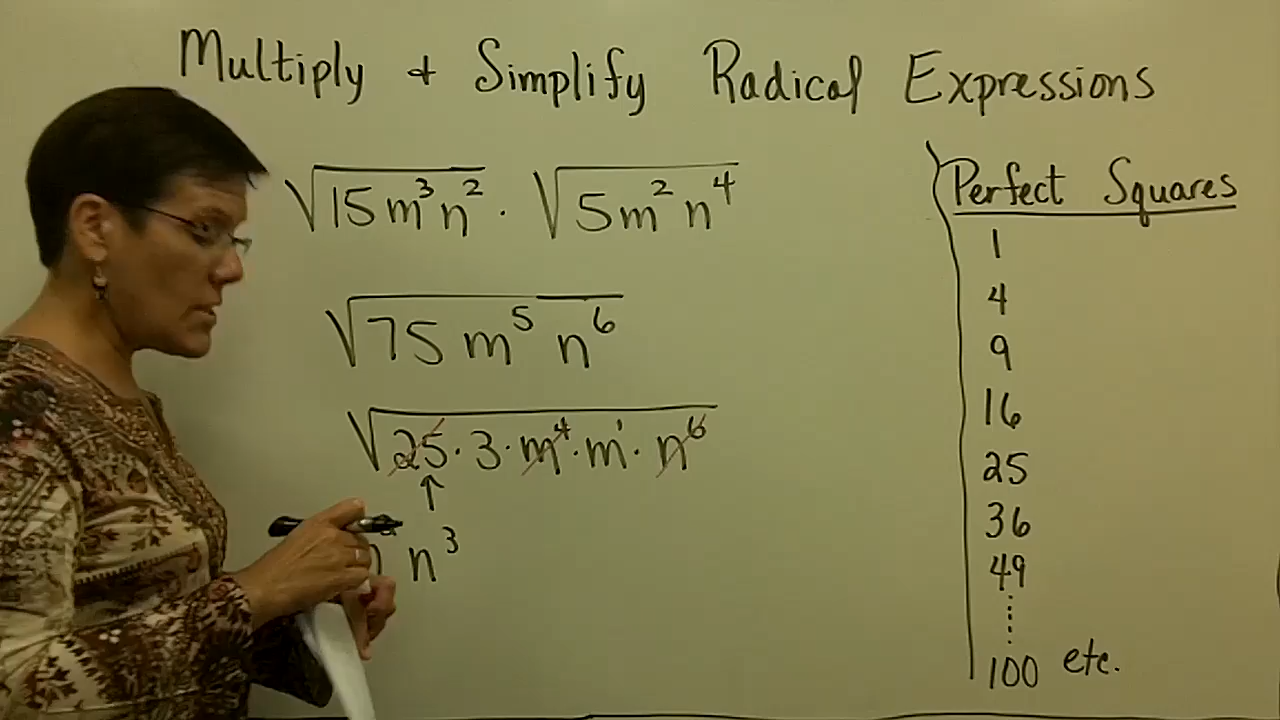 Multiply + Simplify Radical Expressions
√15m³n² · √5m²n⁴
√75m⁵n⁶
√25·3·m⁴·m¹·n⁶
↑
n³
Perfect Squares
1
4
9
16
25
36
49
⋮
100 etc.